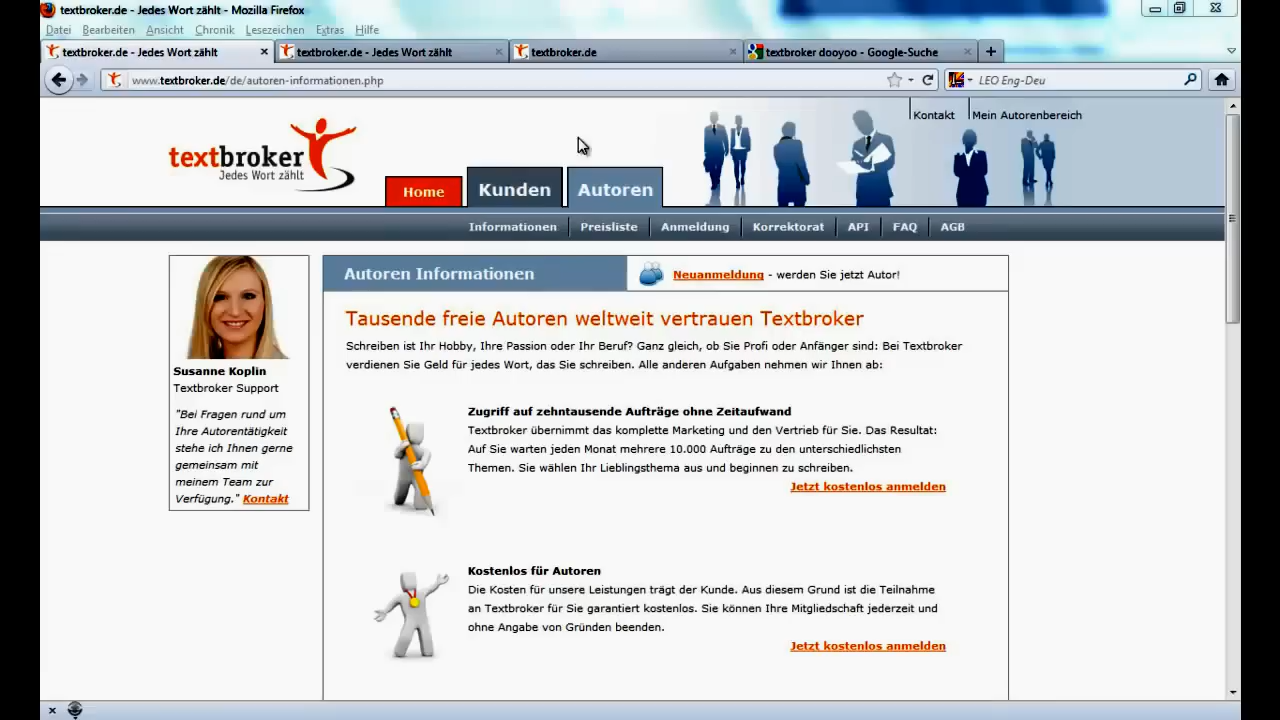 textbroker.de - Jedes Wort zählt - Mozilla Firefox
Datei Bearbeiten Ansicht Chronik Lesezeichen Extras Hilfe
textbroker.de - Jedes Wort zählt × textbroker.de - Jedes Wort zählt × textbroker.de × textbroker dooyoo - Google-Suche × +
www.textbroker.de/de/autoren-informationen.php LEO Eng-Deu
Kontakt Mein Autorenbereich
textbroker
Jedes Wort zählt
Home Kunden Autoren
Informationen Preisliste Anmeldung Korrektorat API FAQ AGB
Autoren Informationen
Neuanmeldung - werden Sie jetzt Autor!
Susanne Koplin
Textbroker Support
"Bei Fragen rund um
Ihre Autorentätigkeit
stehe ich Ihnen gerne
gemeinsam mit
meinem Team zur
Verfügung." Kontakt
Tausende freie Autoren weltweit vertrauen Textbroker
Schreiben ist Ihr Hobby, Ihre Passion oder Ihr Beruf? Ganz gleich, ob Sie Profi oder Anfänger sind: Bei Textbroker
verdienen Sie Geld für jedes Wort, das Sie schreiben. Alle anderen Aufgaben nehmen wir Ihnen ab:
Zugriff auf zehntausende Aufträge ohne Zeitaufwand
Textbroker übernimmt das komplette Marketing und den Vertrieb für Sie. Das Resultat:
Auf Sie warten jeden Monat mehrere 10.000 Aufträge zu den unterschiedlichsten
Themen. Sie wählen Ihr Lieblingsthema aus und beginnen zu schreiben.
Jetzt kostenlos anmelden
Kostenlos für Autoren
Die Kosten für unsere Leistungen trägt der Kunde. Aus diesem Grund ist die Teilnahme
an Textbroker für Sie garantiert kostenlos. Sie können Ihre Mitgliedschaft jederzeit und
ohne Angabe von Gründen beenden.
Jetzt kostenlos anmelden